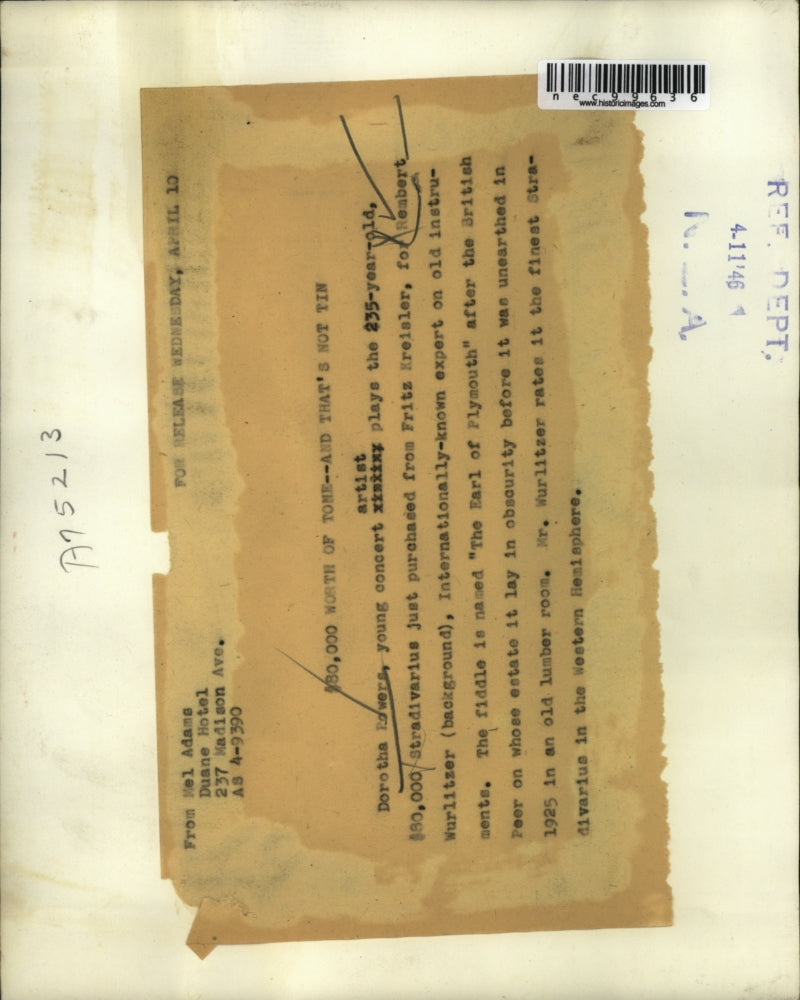 From Mel Adams
Duane Hotel
237 Madison Ave.
AS 4-9390
FOR RELEASE WEDNESDAY, APRIL 10
$80,000 WORTH OF TONE--AND THAT'S NOT TIN
artist
Dorotha Powers, young concert plays the 235-year-old,
$80,000 Stradivarius just purchased from Fritz Kreisler, for Rembert
Wurlitzer (background), Internationally-known expert on old instru-
ments. The fiddle is named "The Earl of Plymouth" after the British
Peer on whose estate it lay in obscurity before it was unearthed in
1925 in an old lumber room. Mr. Wurlitzer rates it the finest Stra-
divarius in the Western Hemisphere.
A75213
REF. DEPT.
4-11'46
N.E.A.
nec99636
www.historicimages.com